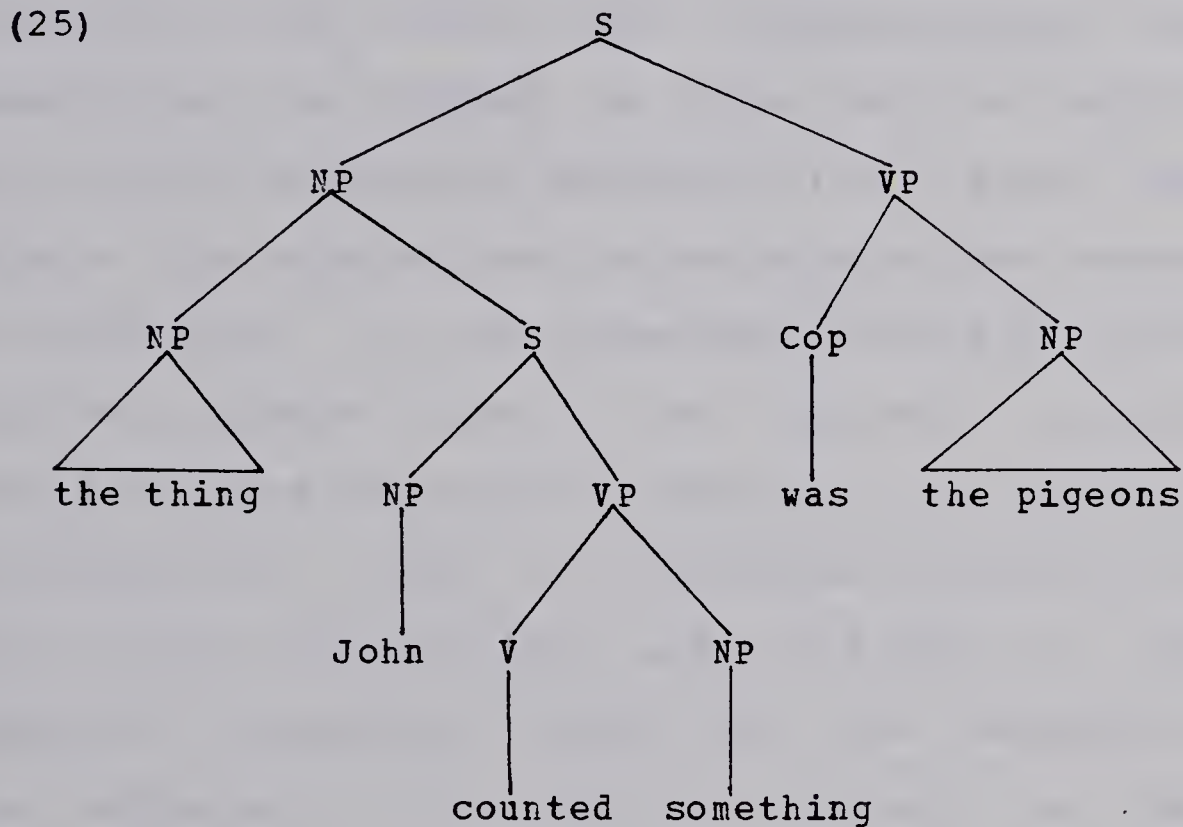 (25) S
NP VP
NP S Cop NP
the thing NP VP was the pigeons
John V NP
counted something